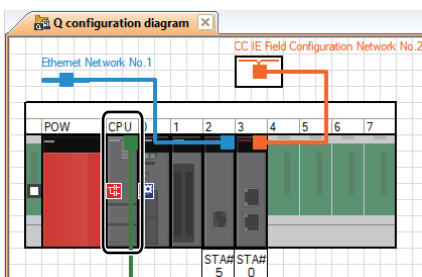 Q configuration diagram
CC IE Field Configuration Network No.2
Ethernet Network No.1
POW CPU 0 1 2 3 4 5 6 7
STA# STA#
5 0